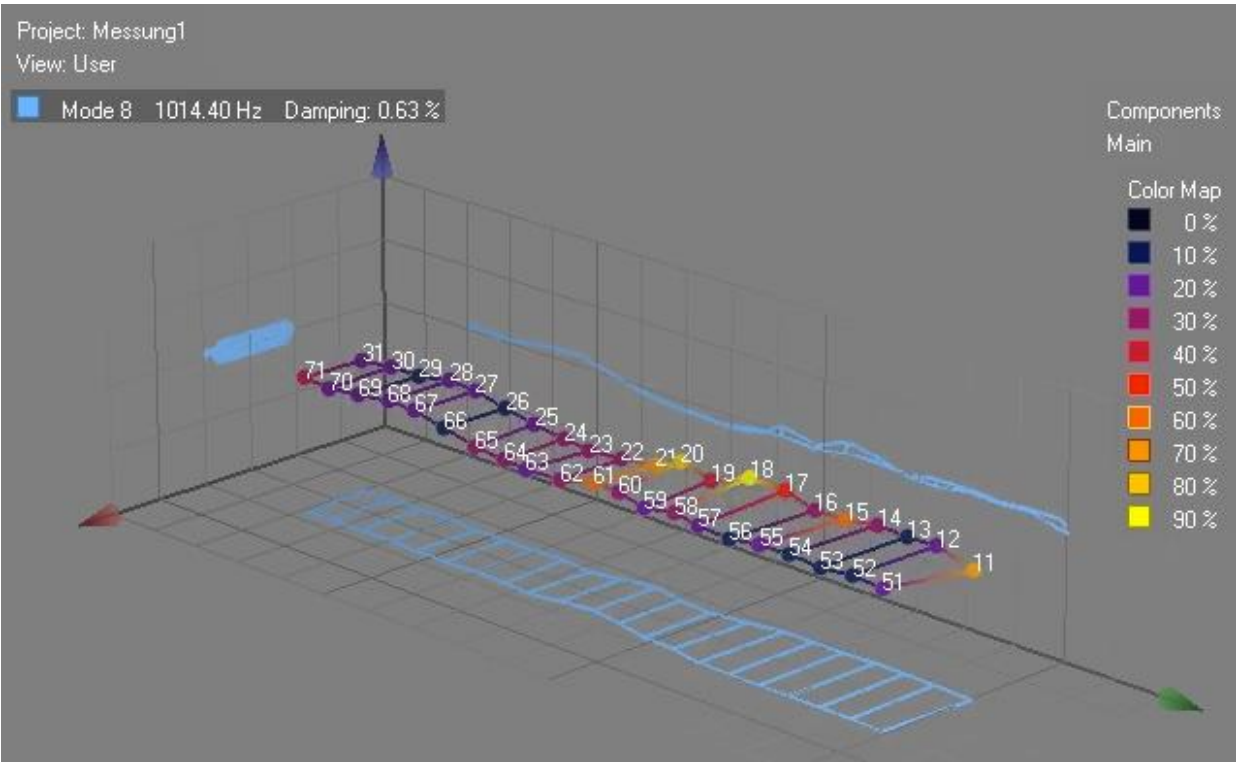 Project: Messung1
View: User
Mode 8 1014.40 Hz Damping: 0.63 %
Components
Main
Color Map
0 %
10 %
20 %
30 %
40 %
50 %
60 %
70 %
80 %
90 %
31 30 29 28 27 26 25 24 23 22 21 20 19 18 17 16 15 14 13 12 11
71 70 69 68 67 66 65 64 63 62 61 60 59 58 57 56 55 54 53 52 51